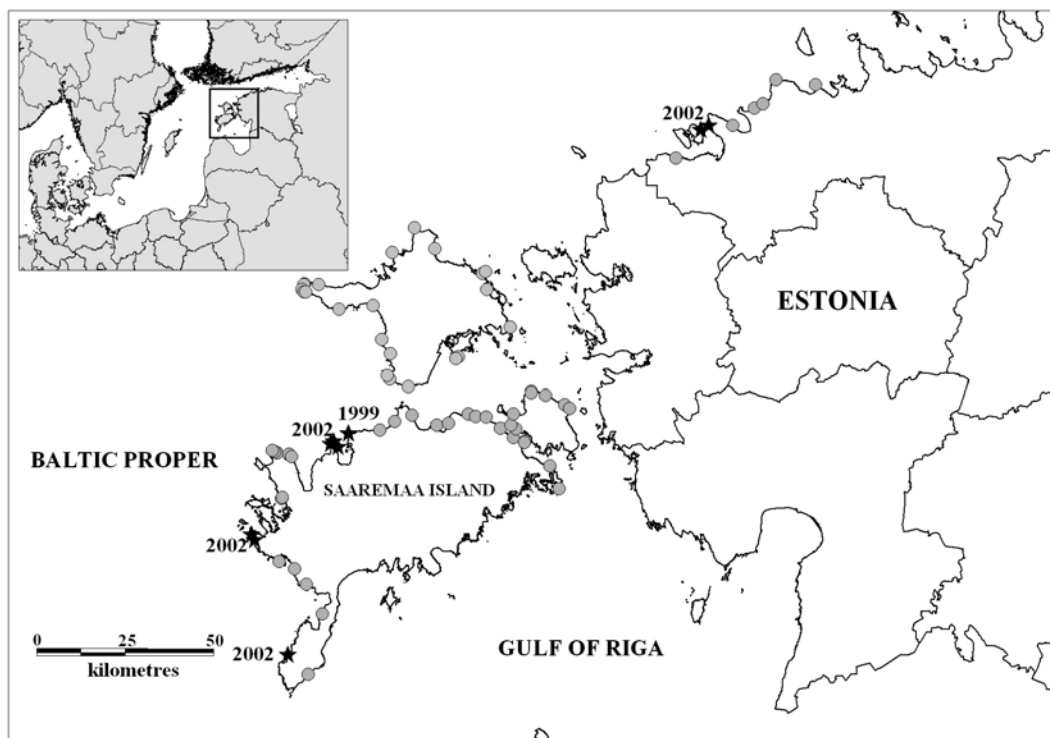 2002
ESTONIA
1999
2002
BALTIC PROPER
SAAREMAA ISLAND
2002
0 25 50
kilometres
2002
GULF OF RIGA